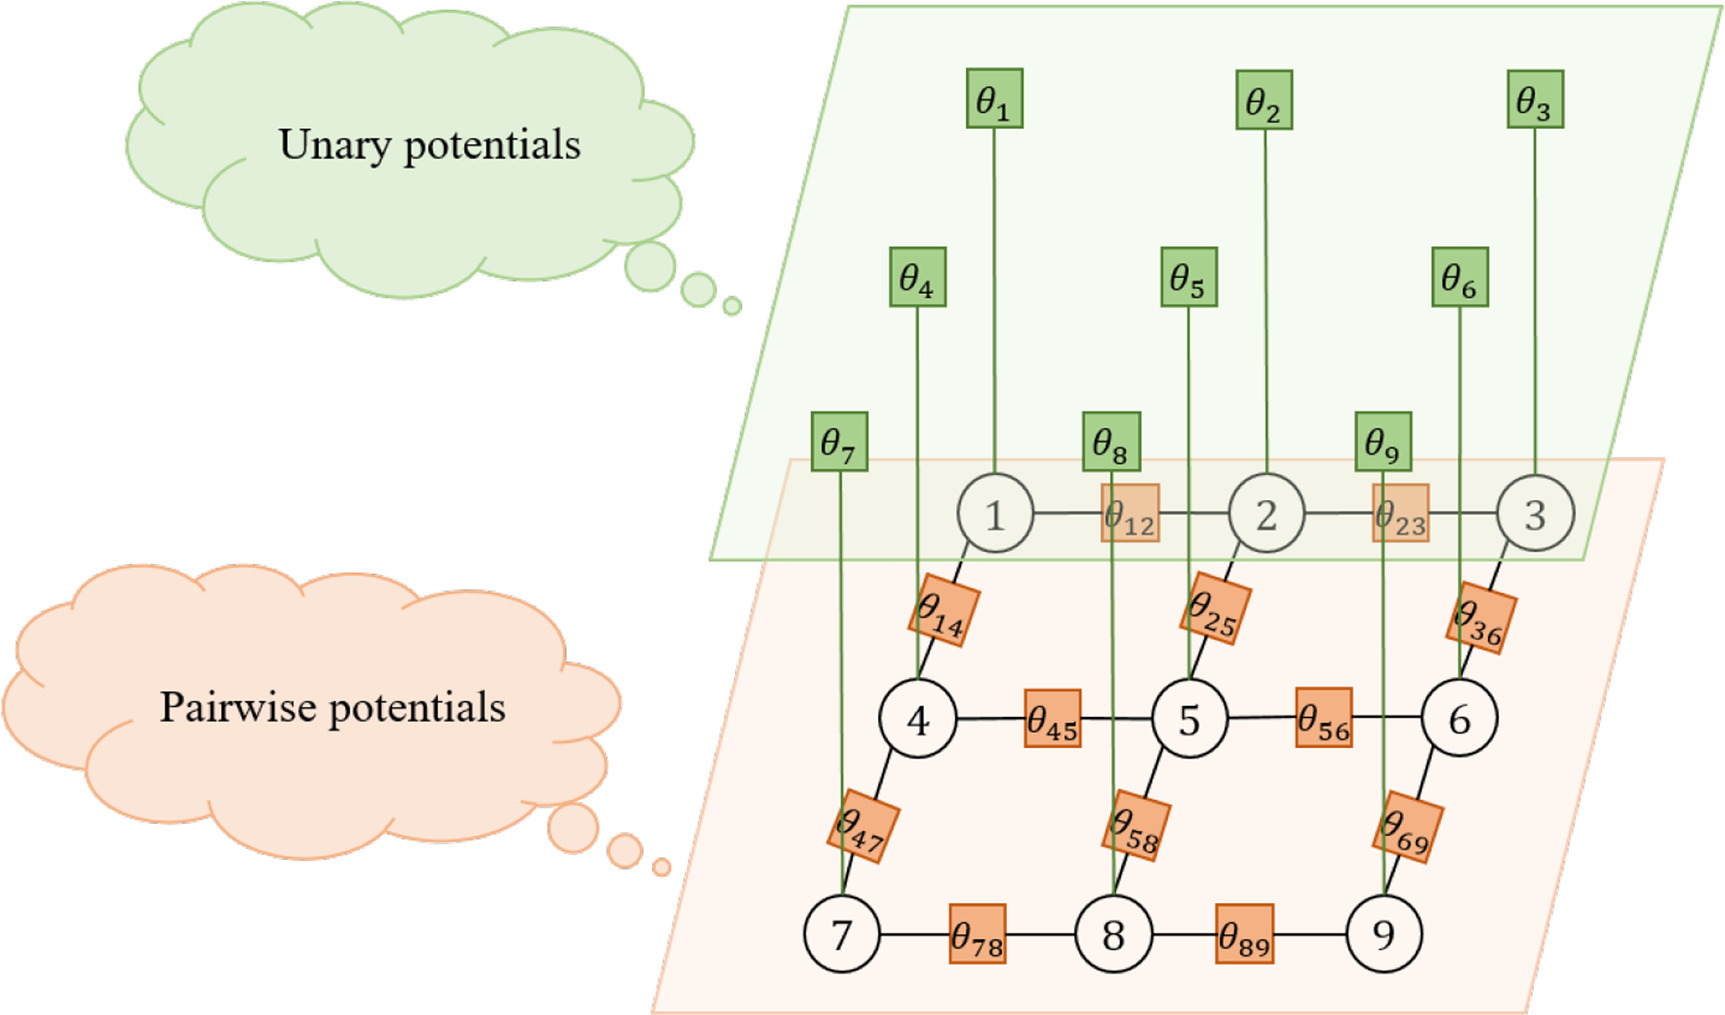 θ1 θ2 θ3
Unary potentials
θ4 θ5 θ6
θ7 θ8 θ9
1 θ12 2 θ23 3
θ14 θ25 θ36
Pairwise potentials
4 θ45 5 θ56 6
θ47 θ58 θ69
7 θ78 8 θ89 9